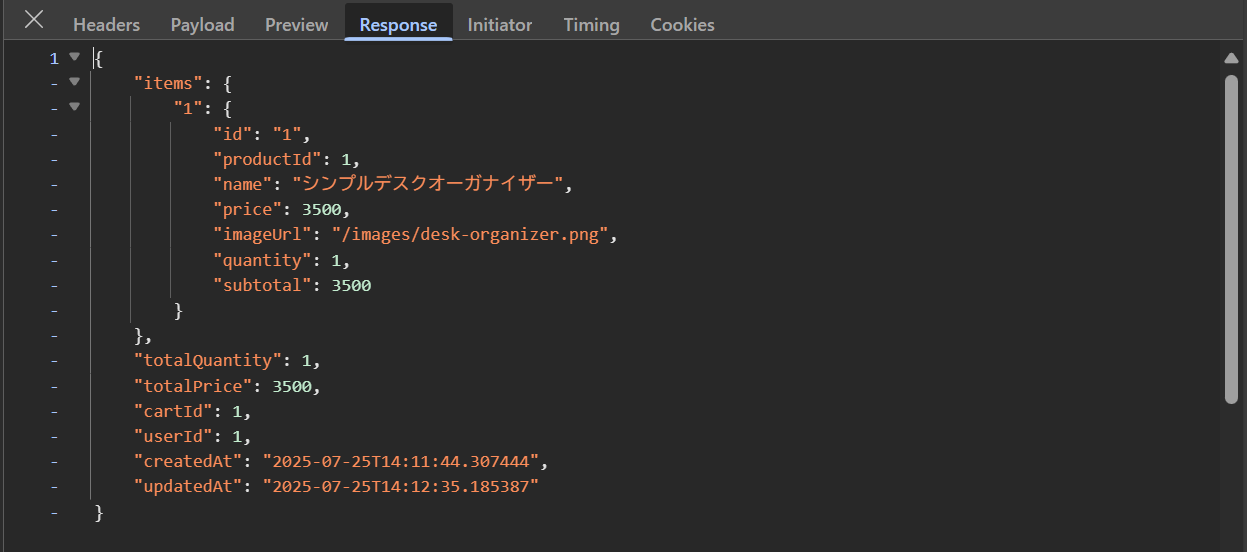 Headers Payload Preview Response Initiator Timing Cookies
1 {
- "items": {
- "1": {
- "id": "1",
- "productId": 1,
- "name": "シンプルデスクオーガナイザー",
- "price": 3500,
- "imageUrl": "/images/desk-organizer.png",
- "quantity": 1,
- "subtotal": 3500
- }
- },
- "totalQuantity": 1,
- "totalPrice": 3500,
- "cartId": 1,
- "userId": 1,
- "createdAt": "2025-07-25T14:11:44.307444",
- "updatedAt": "2025-07-25T14:12:35.185387"
- }